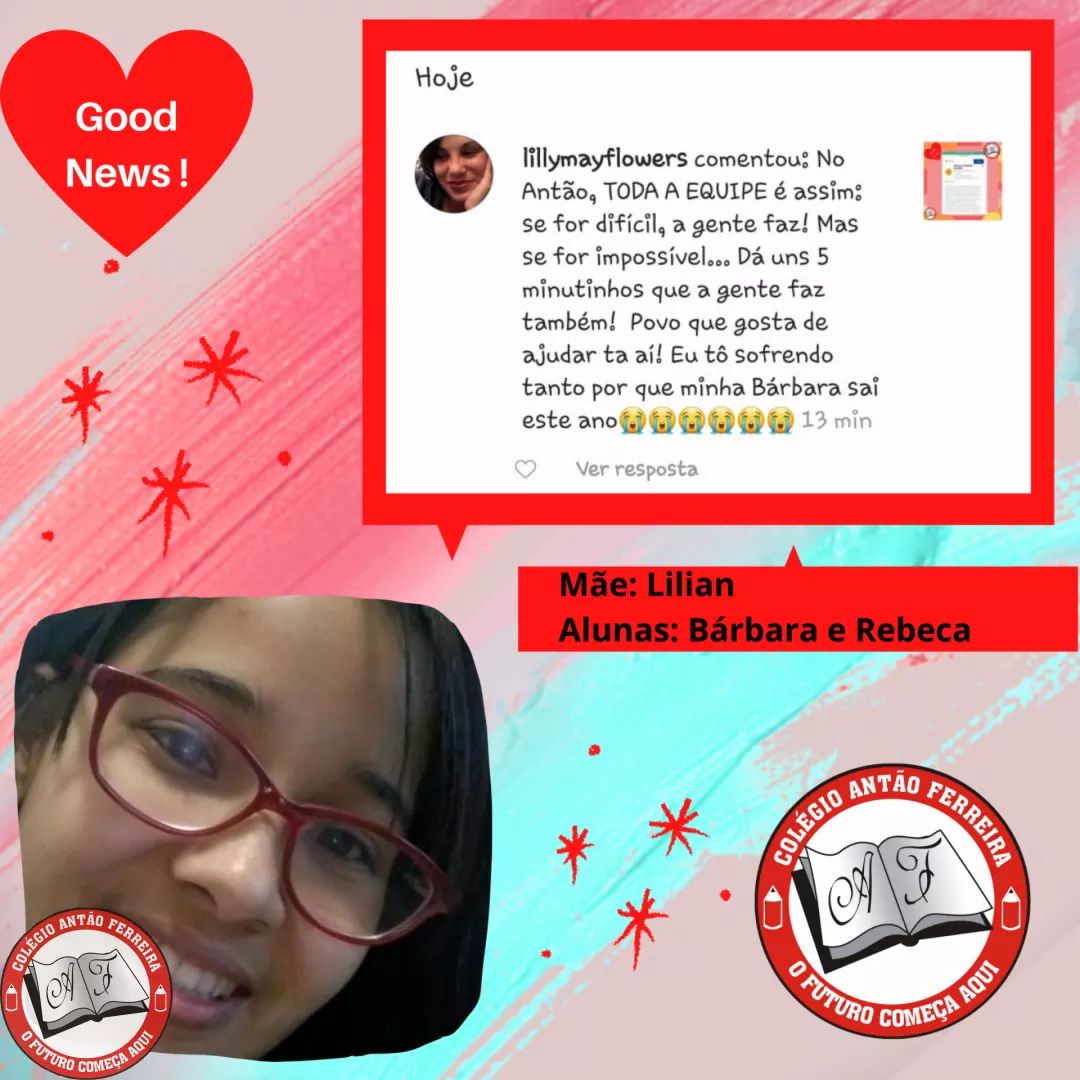 Good
News !
Hoje
lillymayflowers comentou: No
Antão, TODA A EQUIPE é assim:
se for difícil, a gente faz! Mas
se for impossível... Dá uns 5
minutinhos que a gente faz
também! Povo que gosta de
ajudar ta aí! Eu tô sofrendo
tanto por que minha Bárbara sai
este ano😭😭😭😭😭😭 13 min
Ver resposta
Mãe: Lilian
Alunas: Bárbara e Rebeca
COLÉGIO ANTÃO FERREIRA
A F
O FUTURO COMEÇA AQUI
COLÉGIO ANTÃO FERREIRA
A F
O FUTURO COMEÇA AQUI